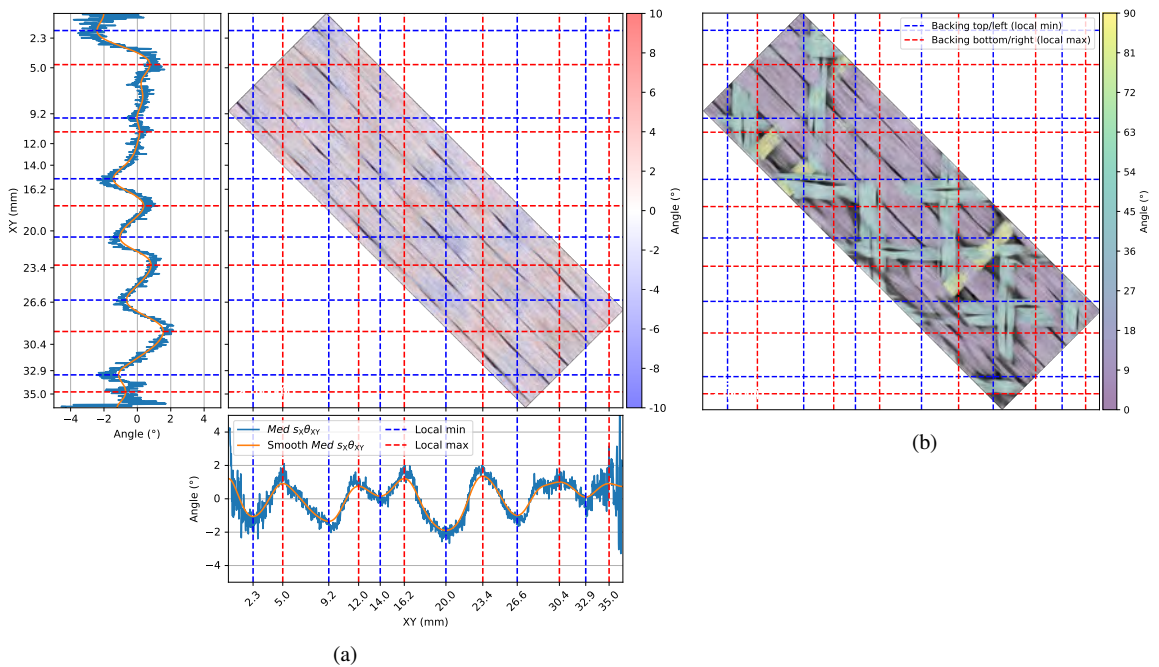 2.3
5.0
9.2
12.0
14.0
16.2
20.0
23.4
26.6
30.4
32.9
35.0
XY (mm)
−4 −2 0 2 4
Angle (°)
10
8
6
4
2
0
−2
−4
−6
−8
−10
Angle (°)
Med s_Xθ_XY
Smooth Med s_Xθ_XY
Local min
Local max
2
0
−2
−4
Angle (°)
2.3 5.0 9.2 12.0 14.0 16.2 20.0 23.4 26.6 30.4 32.9 35.0
XY (mm)
(a)
Backing top/left (local min)
Backing bottom/right (local max)
90
81
72
63
54
45
36
27
18
9
0
Angle (°)
(b)